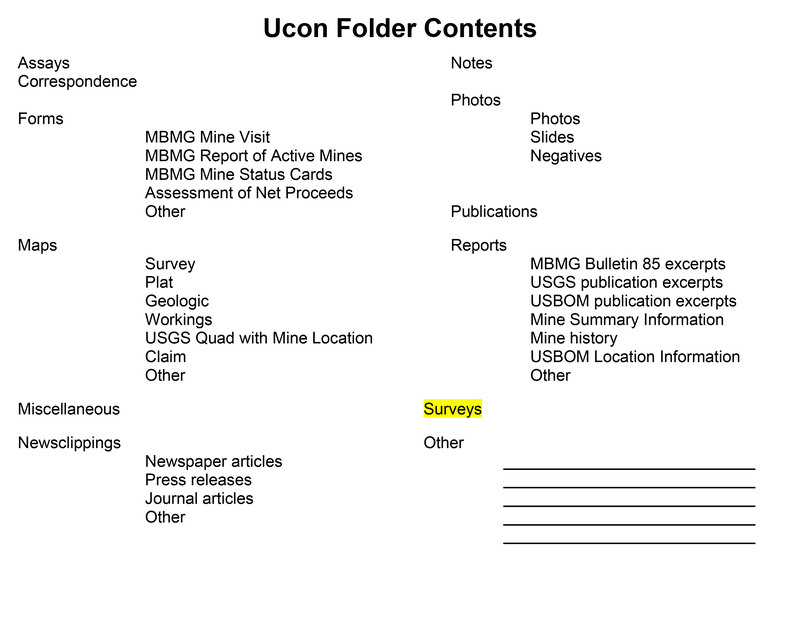 Ucon Folder Contents
Assays
Correspondence
Forms
MBMG Mine Visit
MBMG Report of Active Mines
MBMG Mine Status Cards
Assessment of Net Proceeds
Other
Maps
Survey
Plat
Geologic
Workings
USGS Quad with Mine Location
Claim
Other
Miscellaneous
Newsclippings
Newspaper articles
Press releases
Journal articles
Other
Notes
Photos
Photos
Slides
Negatives
Publications
Reports
MBMG Bulletin 85 excerpts
USGS publication excerpts
USBOM publication excerpts
Mine Summary Information
Mine history
USBOM Location Information
Other
Surveys
Other